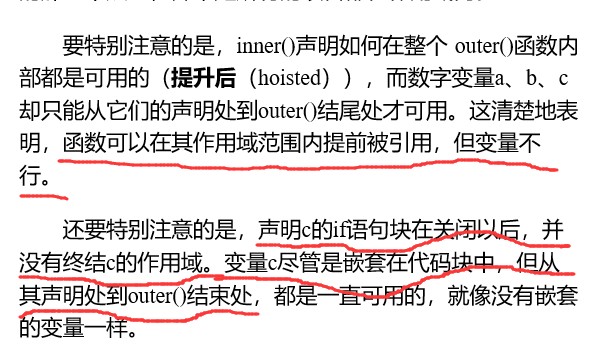 要特别注意的是，inner()声明如何在整个 outer()函数内
部都是可用的（提升后（hoisted）），而数字变量a、b、c
却只能从它们的声明处到outer()结尾处才可用。这清楚地表
明，函数可以在其作用域范围内提前被引用，但变量不
行。
还要特别注意的是，声明c的if语句块在关闭以后，并
没有终结c的作用域。变量c尽管是嵌套在代码块中，但从
其声明处到outer()结束处，都是一直可用的，就像没有嵌套
的变量一样。